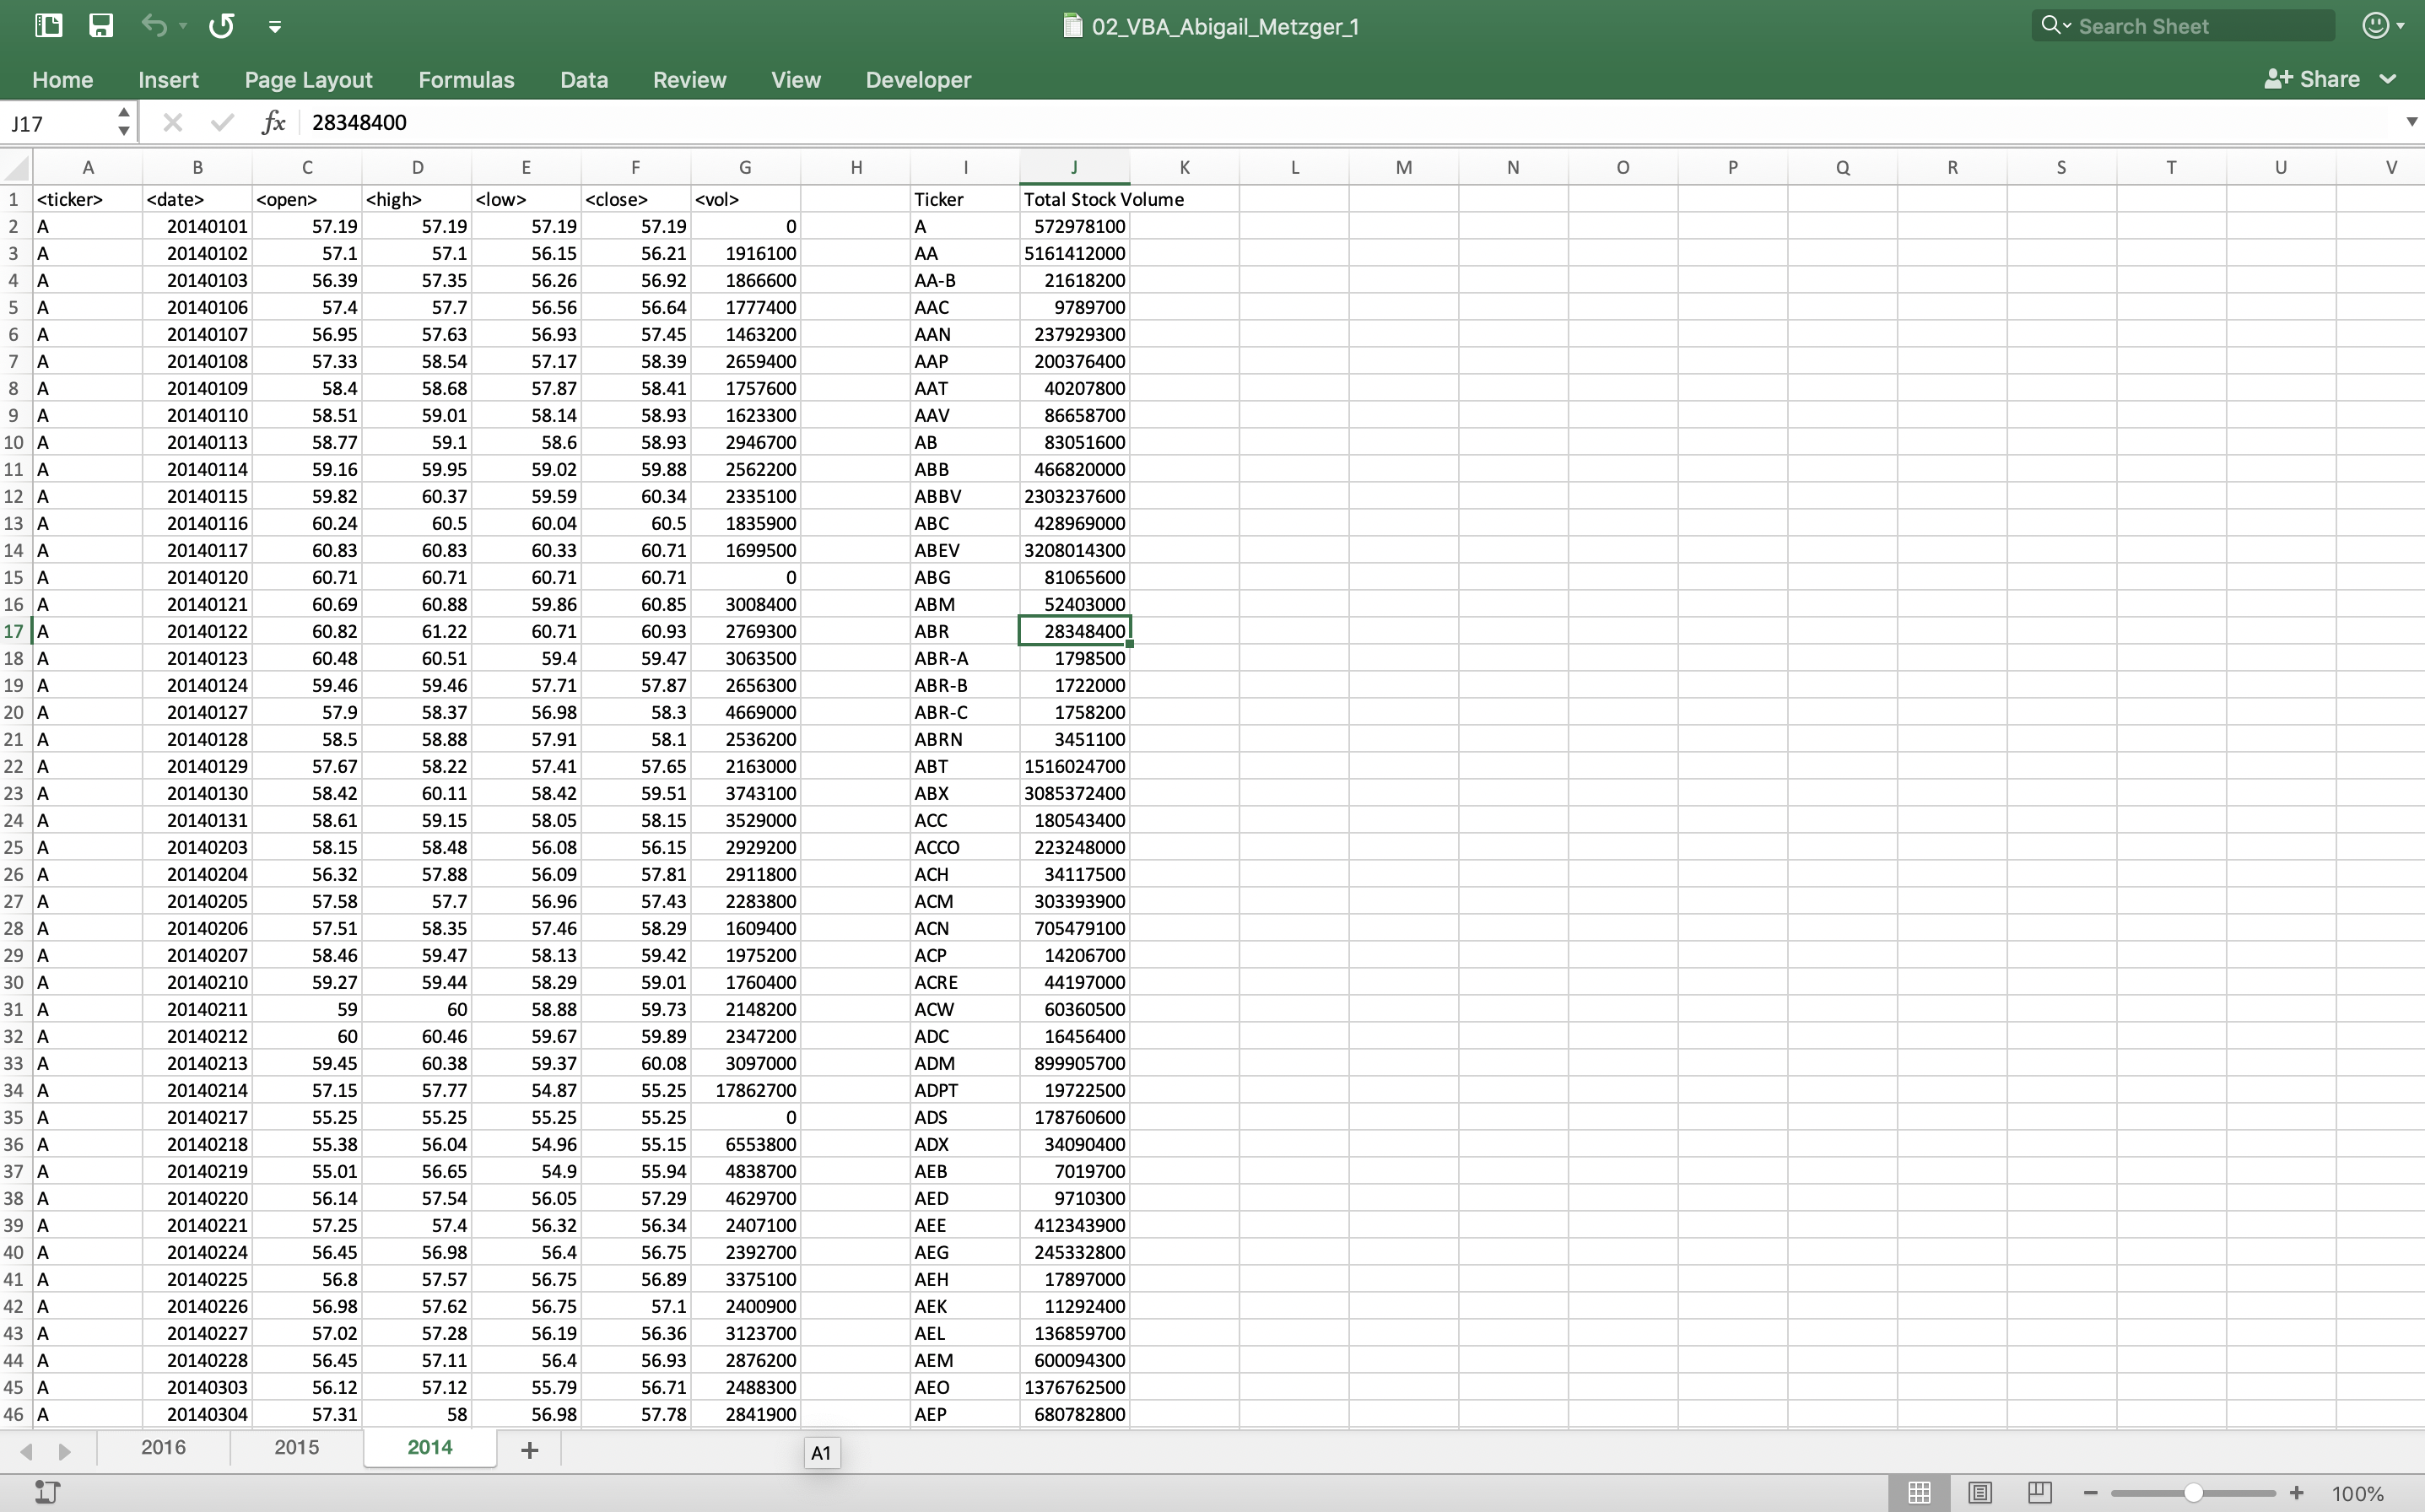 02_VBA_Abigail_Metzger_1
Search Sheet
Home Insert Page Layout Formulas Data Review View Developer Share
J17 fx 28348400
A B C D E F G H I J K L M N O P Q R S T U V
1 <ticker> <date> <open> <high> <low> <close> <vol> Ticker Total Stock Volume
2 A 20140101 57.19 57.19 57.19 57.19 0 A 572978100
3 A 20140102 57.1 57.1 56.15 56.21 1916100 AA 5161412000
4 A 20140103 56.39 57.35 56.26 56.92 1866600 AA-B 21618200
5 A 20140106 57.4 57.7 56.56 56.64 1777400 AAC 9789700
6 A 20140107 56.95 57.63 56.93 57.45 1463200 AAN 237929300
7 A 20140108 57.33 58.54 57.17 58.39 2659400 AAP 200376400
8 A 20140109 58.4 58.68 57.87 58.41 1757600 AAT 40207800
9 A 20140110 58.51 59.01 58.14 58.93 1623300 AAV 86658700
10 A 20140113 58.77 59.1 58.6 58.93 2946700 AB 83051600
11 A 20140114 59.16 59.95 59.02 59.88 2562200 ABB 466820000
12 A 20140115 59.82 60.37 59.59 60.34 2335100 ABBV 2303237600
13 A 20140116 60.24 60.5 60.04 60.5 1835900 ABC 428969000
14 A 20140117 60.83 60.83 60.33 60.71 1699500 ABEV 3208014300
15 A 20140120 60.71 60.71 60.71 60.71 0 ABG 81065600
16 A 20140121 60.69 60.88 59.86 60.85 3008400 ABM 52403000
17 A 20140122 60.82 61.22 60.71 60.93 2769300 ABR 28348400
18 A 20140123 60.48 60.51 59.4 59.47 3063500 ABR-A 1798500
19 A 20140124 59.46 59.46 57.71 57.87 2656300 ABR-B 1722000
20 A 20140127 57.9 58.37 56.98 58.3 4669000 ABR-C 1758200
21 A 20140128 58.5 58.88 57.91 58.1 2536200 ABRN 3451100
22 A 20140129 57.67 58.22 57.41 57.65 2163000 ABT 1516024700
23 A 20140130 58.42 60.11 58.42 59.51 3743100 ABX 3085372400
24 A 20140131 58.61 59.15 58.05 58.15 3529000 ACC 180543400
25 A 20140203 58.15 58.48 56.08 56.15 2929200 ACCO 223248000
26 A 20140204 56.32 57.88 56.09 57.81 2911800 ACH 34117500
27 A 20140205 57.58 57.7 56.96 57.43 2283800 ACM 303393900
28 A 20140206 57.51 58.35 57.46 58.29 1609400 ACN 705479100
29 A 20140207 58.46 59.47 58.13 59.42 1975200 ACP 14206700
30 A 20140210 59.27 59.44 58.29 59.01 1760400 ACRE 44197000
31 A 20140211 59 60 58.88 59.73 2148200 ACW 60360500
32 A 20140212 60 60.46 59.67 59.89 2347200 ADC 16456400
33 A 20140213 59.45 60.38 59.37 60.08 3097000 ADM 899905700
34 A 20140214 57.15 57.77 54.87 55.25 17862700 ADPT 19722500
35 A 20140217 55.25 55.25 55.25 55.25 0 ADS 178760600
36 A 20140218 55.38 56.04 54.96 55.15 6553800 ADX 34090400
37 A 20140219 55.01 56.65 54.9 55.94 4838700 AEB 7019700
38 A 20140220 56.14 57.54 56.05 57.29 4629700 AED 9710300
39 A 20140221 57.25 57.4 56.32 56.34 2407100 AEE 412343900
40 A 20140224 56.45 56.98 56.4 56.75 2392700 AEG 245332800
41 A 20140225 56.8 57.57 56.75 56.89 3375100 AEH 17897000
42 A 20140226 56.98 57.62 56.75 57.1 2400900 AEK 11292400
43 A 20140227 57.02 57.28 56.19 56.36 3123700 AEL 136859700
44 A 20140228 56.45 57.11 56.4 56.93 2876200 AEM 600094300
45 A 20140303 56.12 57.12 55.79 56.71 2488300 AEO 1376762500
46 A 20140304 57.31 58 56.98 57.78 2841900 AEP 680782800
2016 2015 2014 + A1
100%